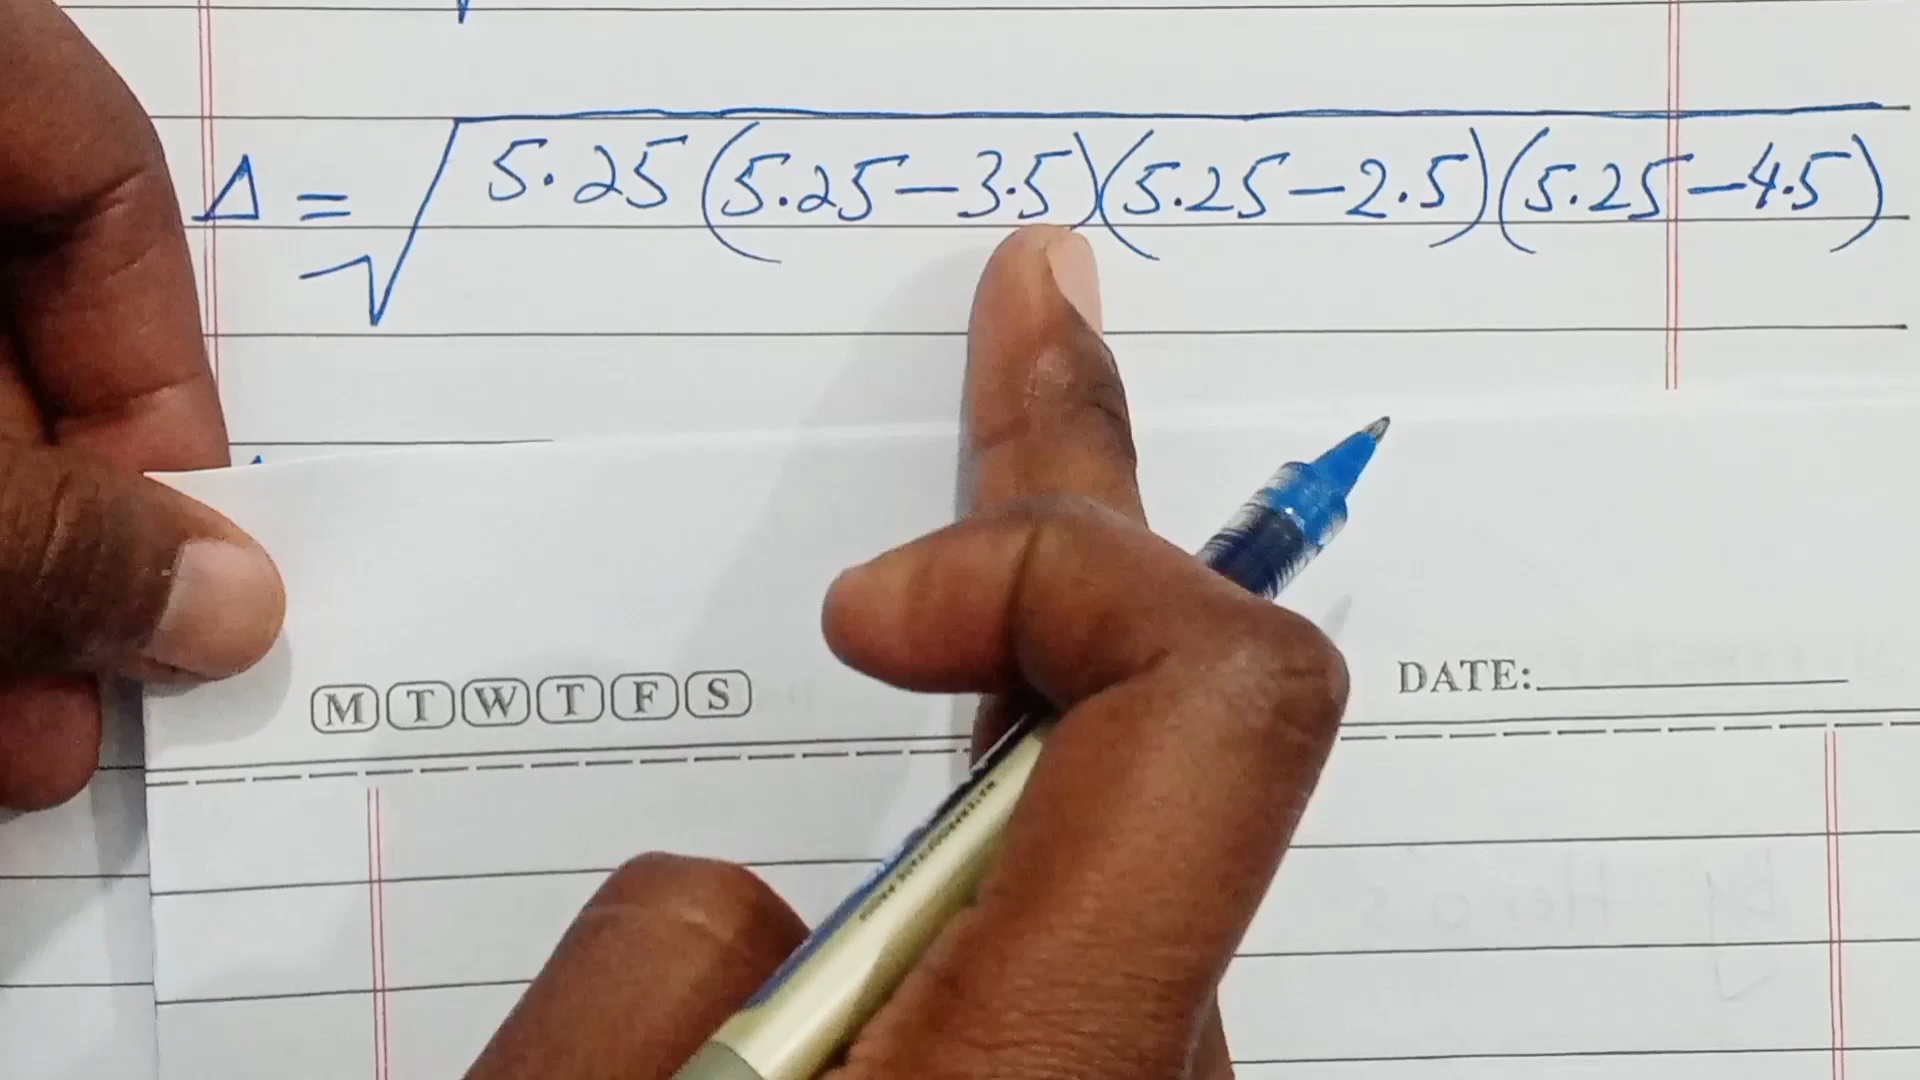 Δ = √5.25(5.25-3.5)(5.25-2.5)(5.25-4.5)
M T W T F S
DATE: